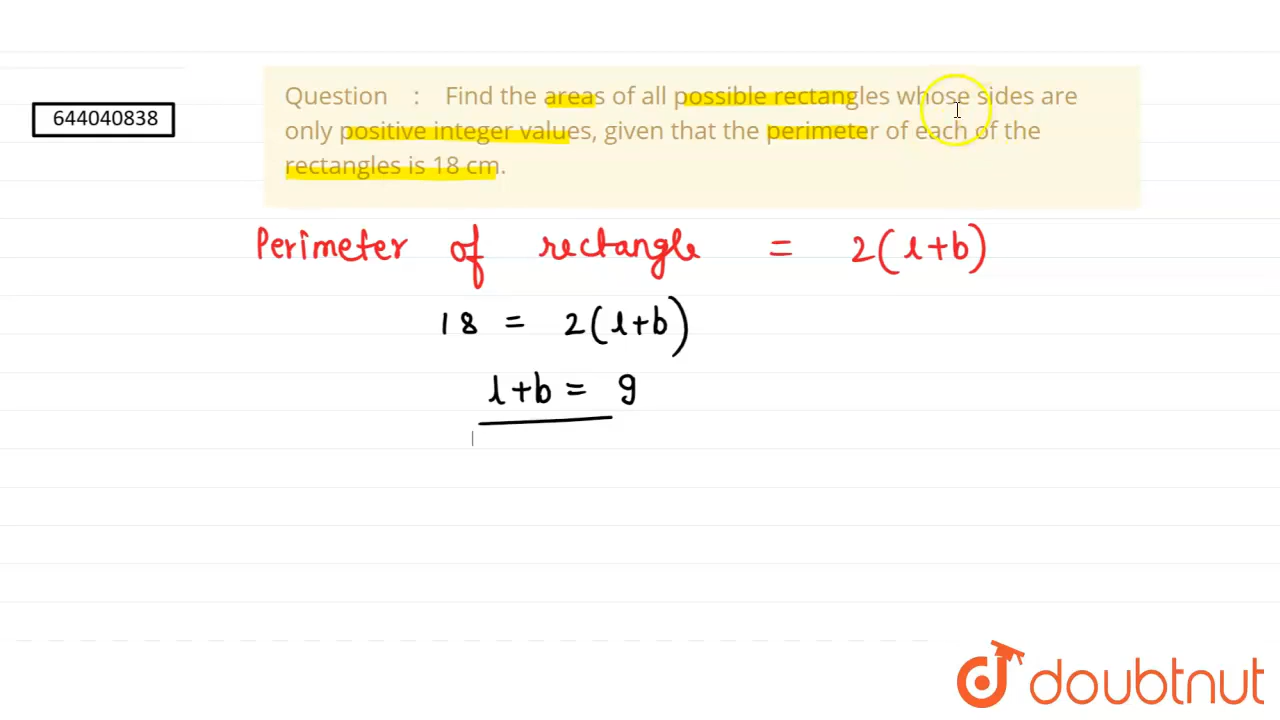 644040838
Question : Find the areas of all possible rectangles whose sides are
only positive integer values, given that the perimeter of each of the
rectangles is 18 cm.
Perimeter of rectangle = 2(l+b)
18 = 2(l+b)
l+b = 9
doubtnut